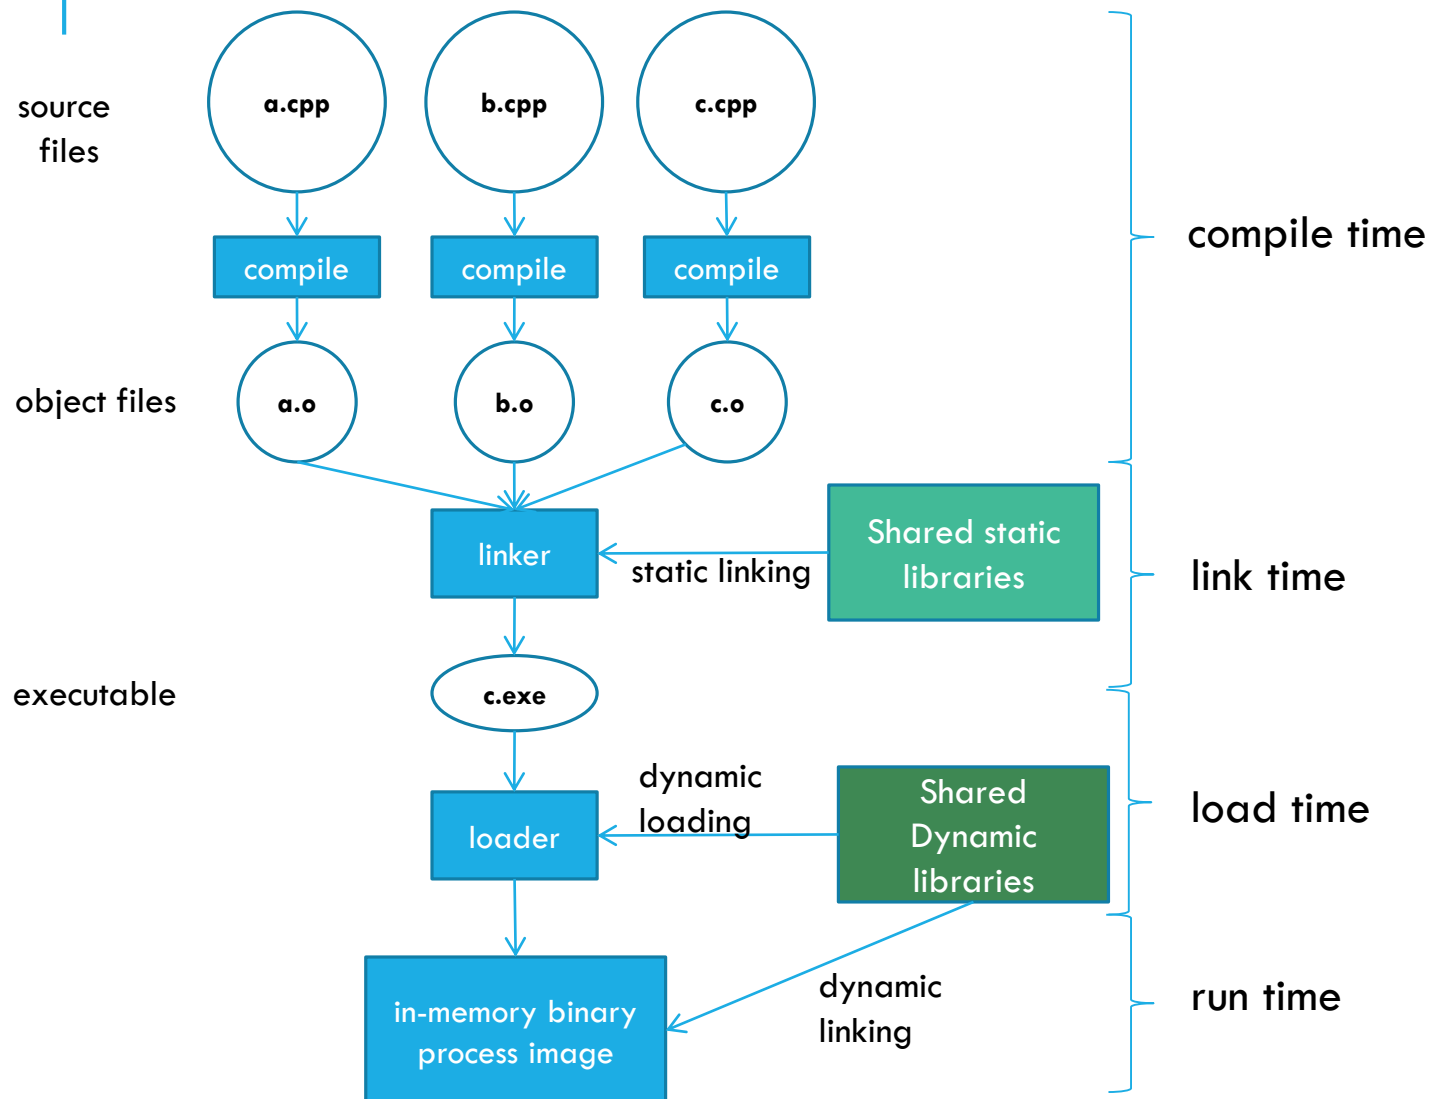 source
files
a.cpp
b.cpp
c.cpp
compile
compile
compile
compile time
object files
a.o
b.o
c.o
linker
static linking
Shared static
libraries
link time
executable
c.exe
loader
dynamic
loading
Shared
Dynamic
libraries
load time
in-memory binary
process image
dynamic
linking
run time